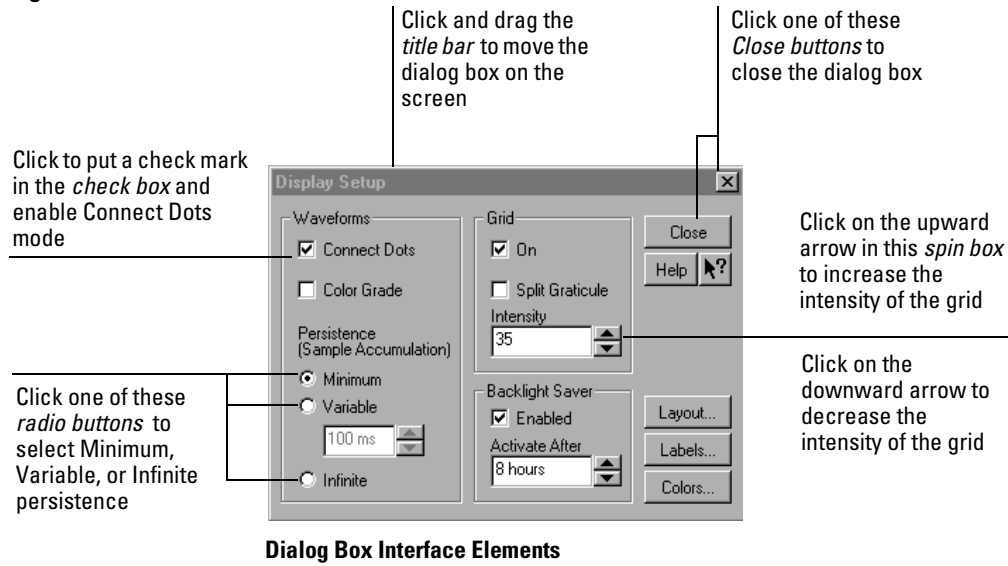 Click and drag the
title bar to move the
dialog box on the
screen
Click one of these
Close buttons to
close the dialog box
Click to put a check mark
in the check box and
enable Connect Dots
mode
Click one of these
radio buttons to
select Minimum,
Variable, or Infinite
persistence
Display Setup
Waveforms
Connect Dots
Color Grade
Persistence
(Sample Accumulation)
Minimum
Variable
100 ms
Infinite
Grid
On
Split Graticule
Intensity
35
Backlight Saver
Enabled
Activate After
8 hours
Close
Help ?
Layout...
Labels...
Colors...
Click on the upward
arrow in this spin box
to increase the
intensity of the grid
Click on the
downward arrow to
decrease the
intensity of the grid
Dialog Box Interface Elements